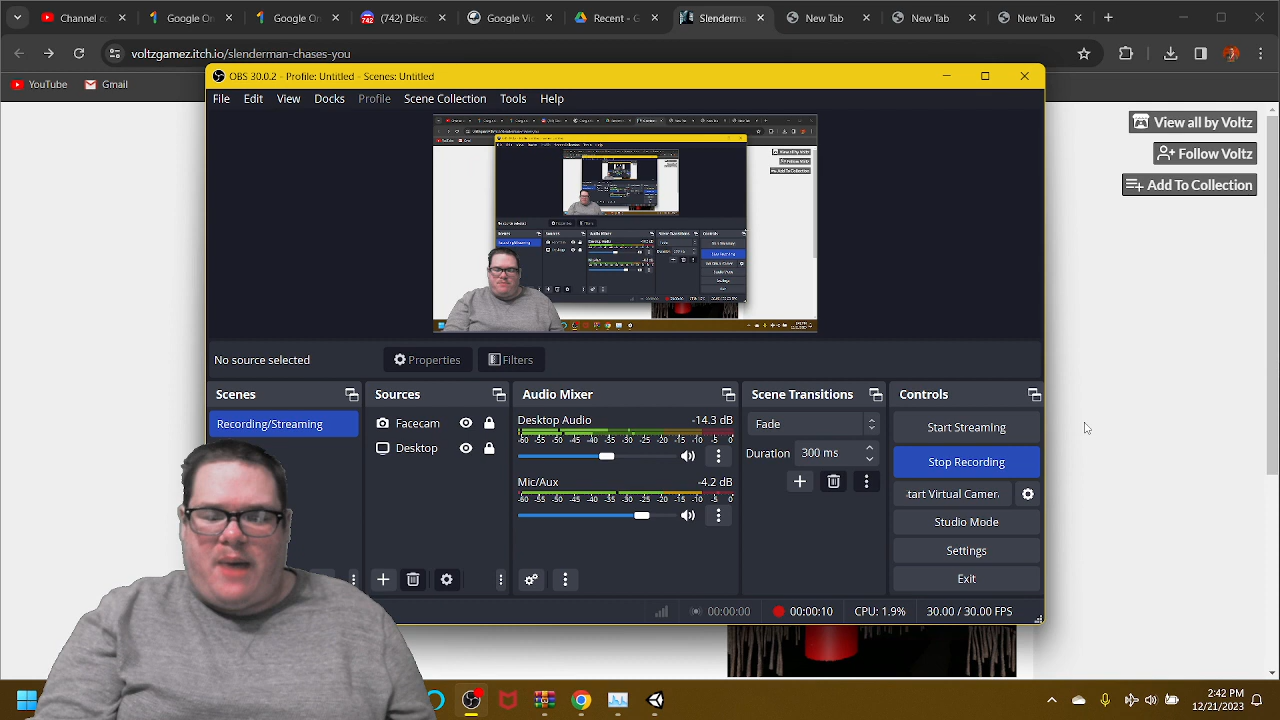 Channel co
Google On
Google On
(742) Disco
Google Vi
Recent - G
Slenderma
New Tab
New Tab
New Tab
voltzgamez.itch.io/slenderman-chases-you
YouTube
Gmail
OBS 30.0.2 - Profile: Untitled - Scenes: Untitled
File Edit View Docks Profile Scene Collection Tools Help
View all by Voltz
Follow Voltz
Add To Collection
No source selected
Properties
Filters
Scenes
Recording/Streaming
Sources
Facecam
Desktop
Audio Mixer
Desktop Audio -14.3 dB
-60 -55 -50 -45 -40 -35 -30 -25 -20 -15 -10 -5 0
Mic/Aux -4.2 dB
-60 -55 -50 -45 -40 -35 -30 -25 -20 -15 -10 -5 0
Scene Transitions
Fade
Duration 300 ms
Controls
Start Streaming
Stop Recording
tart Virtual Camer
Studio Mode
Settings
Exit
00:00:00
00:00:10
CPU: 1.9%
30.00 / 30.00 FPS
2:42 PM
12/21/2023